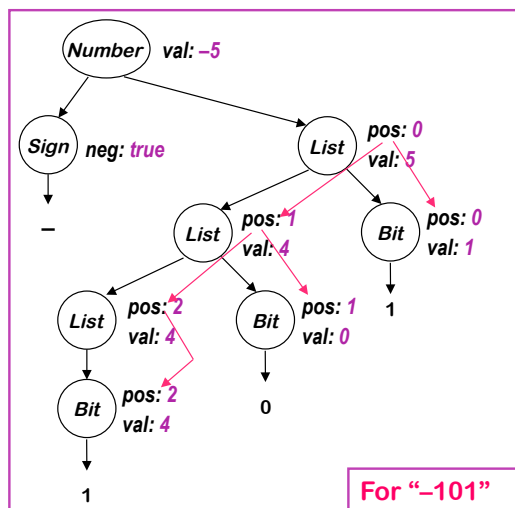 Number val: –5
Sign neg: true
List pos: 0
val: 5
–
List pos: 1
val: 4
Bit pos: 0
val: 1
1
List pos: 2
val: 4
Bit pos: 1
val: 0
Bit pos: 2
val: 4
0
1
For “–101”